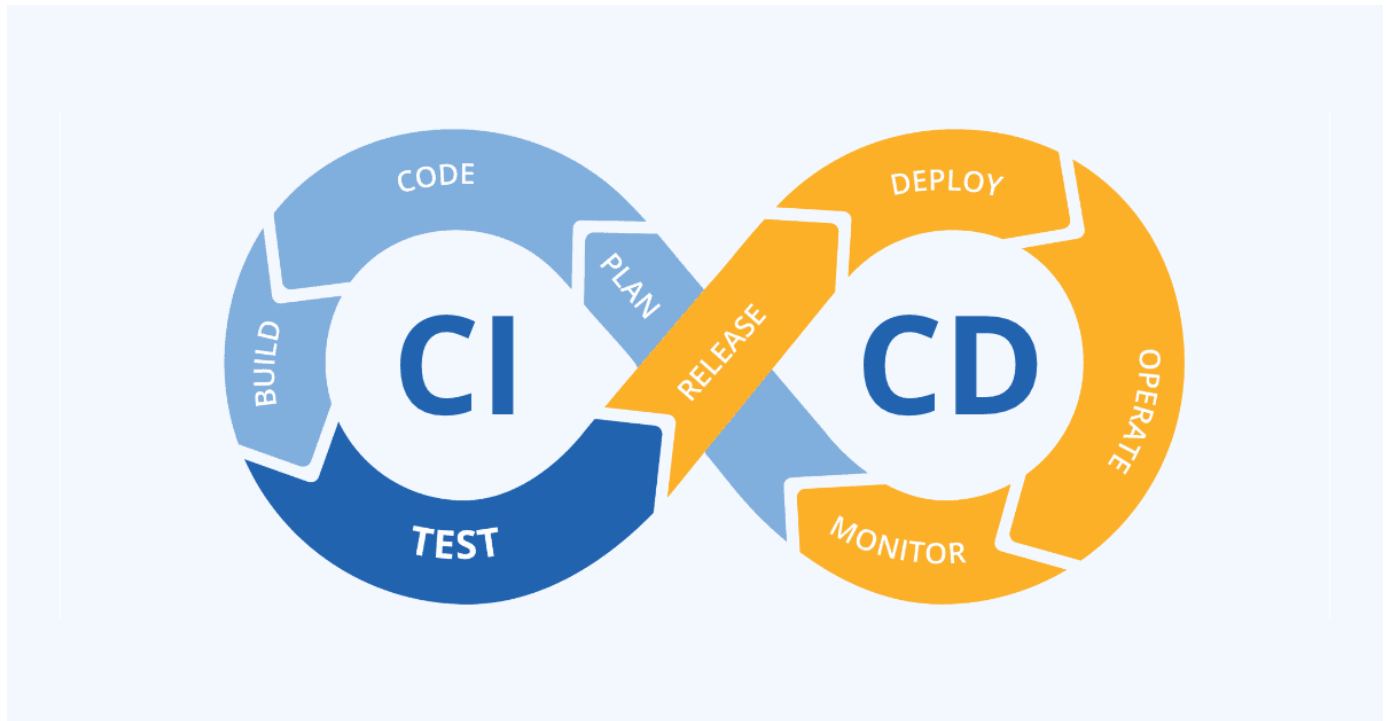 CODE
DEPLOY
PLAN
BUILD
CI
RELEASE
CD
OPERATE
TEST
MONITOR